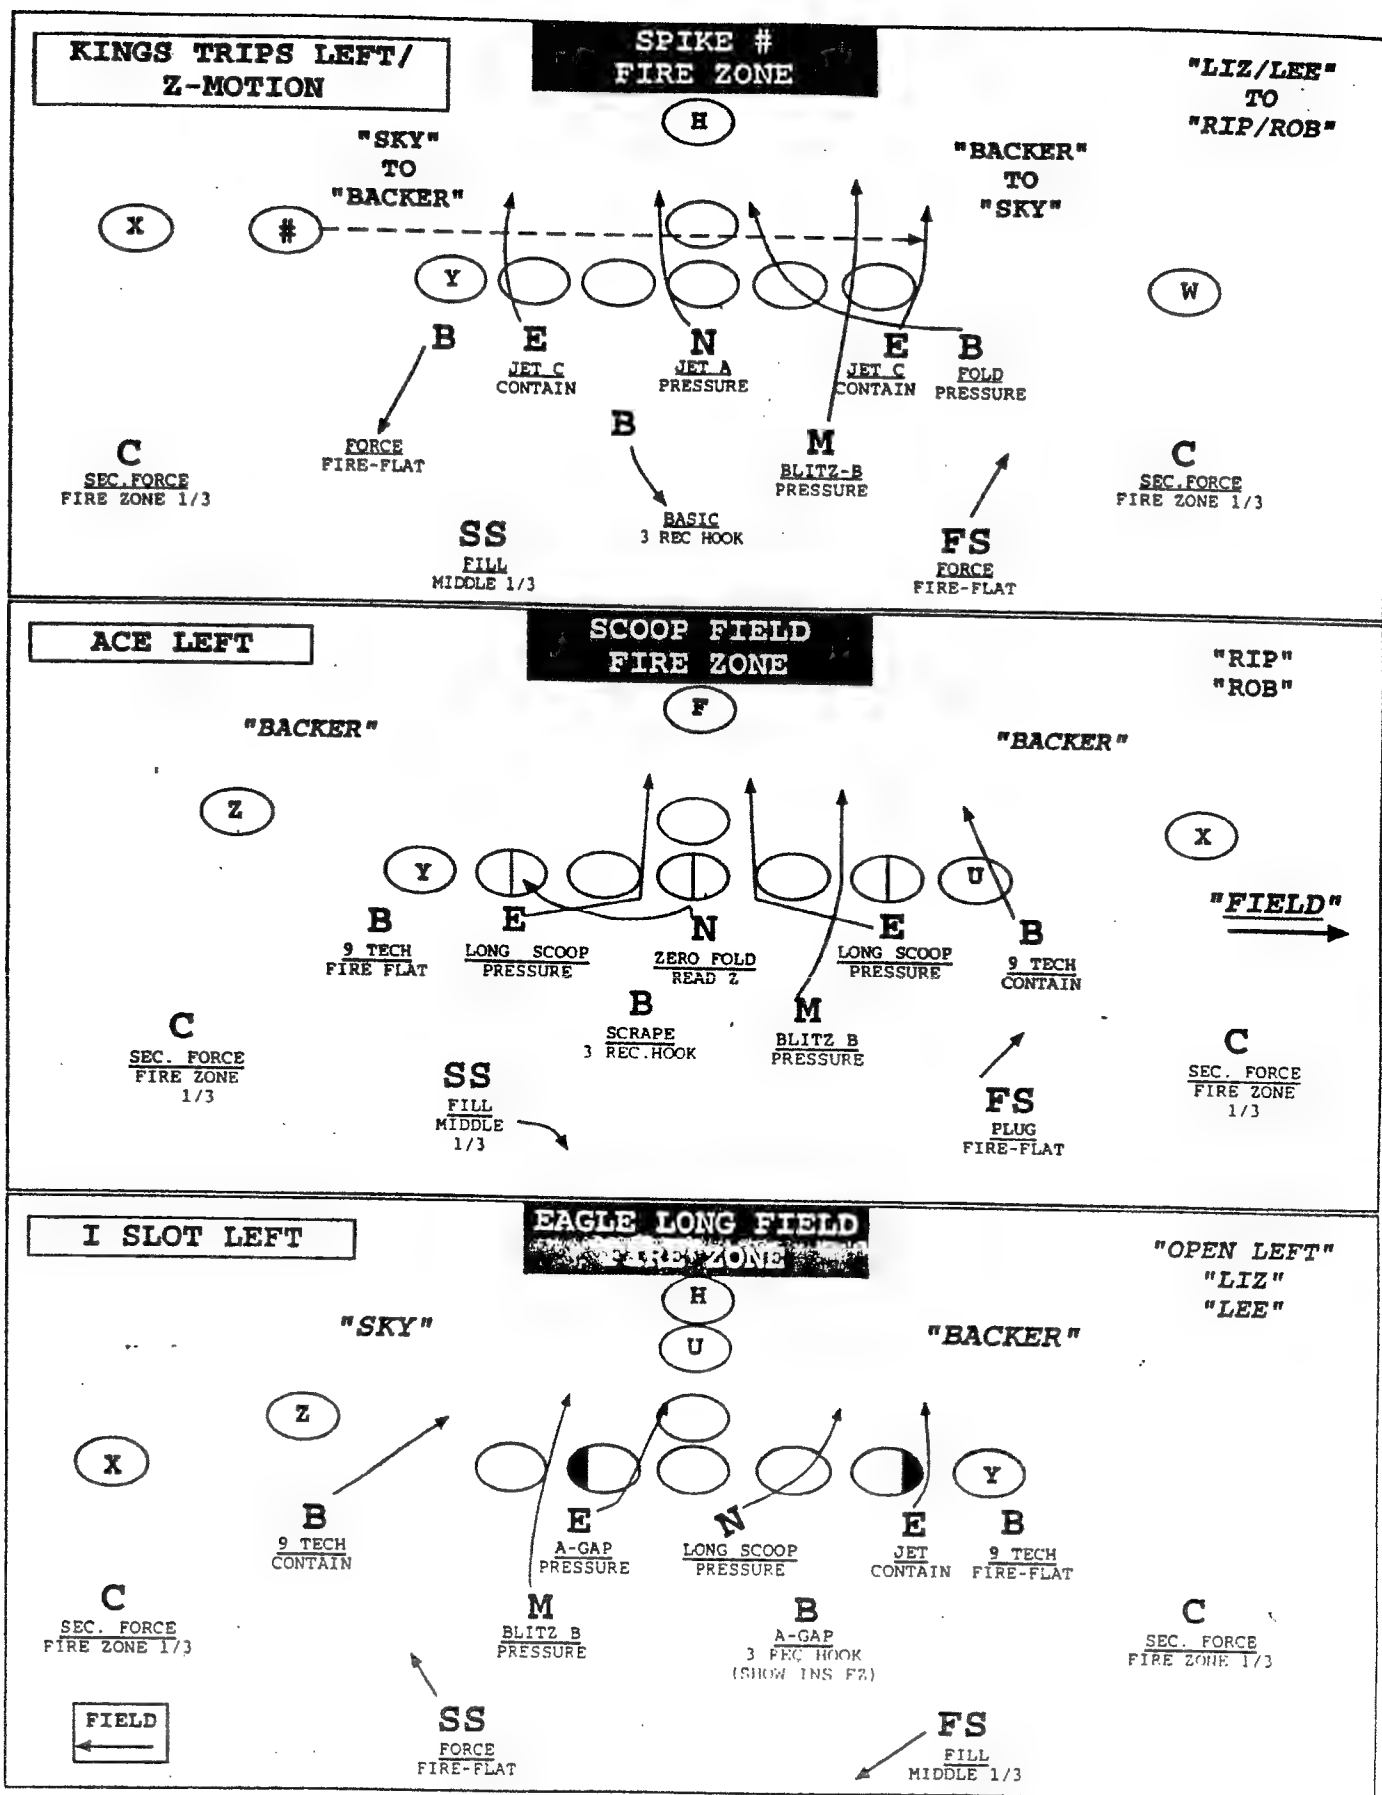 KINGS TRIPS LEFT/
Z-MOTION
SPIKE #
FIRE ZONE
"LIZ/LEE"
TO
"RIP/ROB"
H
"SKY"
TO
"BACKER"
"BACKER"
TO
"SKY"
X
#
Y
W
B
E
JET C
CONTAIN
N
JET A
PRESSURE
E
JET C
CONTAIN
B
FOLD
PRESSURE
C
SEC.FORCE
FIRE ZONE 1/3
FORCE
FIRE-FLAT
B
M
BLITZ-B
PRESSURE
C
SEC.FORCE
FIRE ZONE 1/3
SS
FILL
MIDDLE 1/3
BASIC
3 REC HOOK
FS
FORCE
FIRE-FLAT
ACE LEFT
SCOOP FIELD
FIRE ZONE
"RIP"
"ROB"
F
"BACKER"
"BACKER"
Z
X
Y
U
"FIELD"
B
9 TECH
FIRE FLAT
E
LONG SCOOP
PRESSURE
N
ZERO FOLD
READ Z
E
LONG SCOOP
PRESSURE
B
9 TECH
CONTAIN
C
SEC. FORCE
FIRE ZONE
1/3
B
SCRAPE
3 REC.HOOK
M
BLITZ B
PRESSURE
C
SEC. FORCE
FIRE ZONE
1/3
SS
FILL
MIDDLE
1/3
FS
PLUG
FIRE-FLAT
I SLOT LEFT
EAGLE LONG FIELD
FIRE ZONE
"OPEN LEFT"
"LIZ"
"LEE"
H
"SKY"
U
"BACKER"
Z
X
Y
B
9 TECH
CONTAIN
E
A-GAP
PRESSURE
N
LONG SCOOP
PRESSURE
E
JET
CONTAIN
B
9 TECH
FIRE-FLAT
C
SEC. FORCE
FIRE ZONE 1/3
M
BLITZ B
PRESSURE
B
A-GAP
3 REC HOOK
(SHOW INS FZ)
C
SEC. FORCE
FIRE ZONE 1/3
FIELD
SS
FORCE
FIRE-FLAT
FS
FILL
MIDDLE 1/3